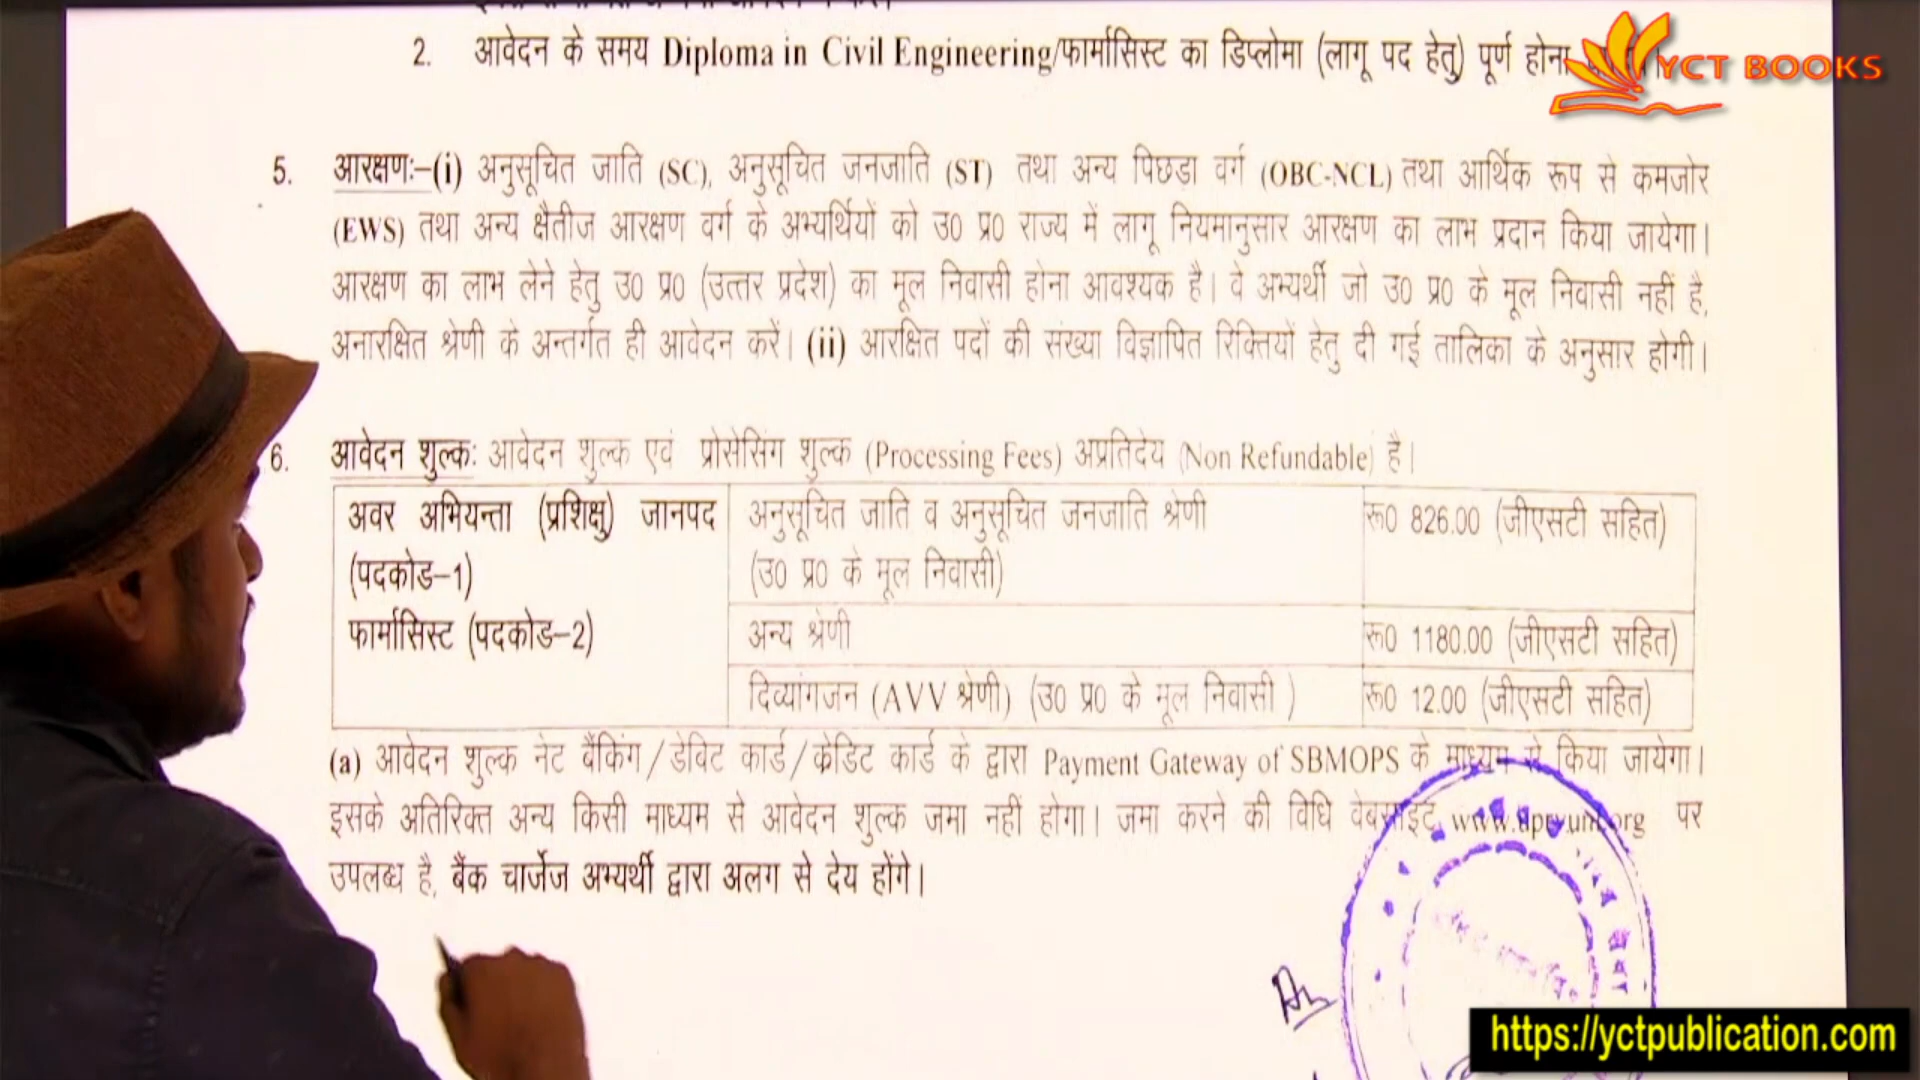 2. आवेदन के समय Diploma in Civil Engineering/फार्मासिस्ट का डिप्लोमा (लागू पद हेतु) पूर्ण होना
YCT BOOKS
5. आरक्षणः–(i) अनुसूचित जाति (SC), अनुसूचित जनजाति (ST) तथा अन्य पिछडा वर्ग (OBC-NCL) तथा आर्थिक रूप से कमजोर
(EWS) तथा अन्य क्षैतीज आरक्षण वर्ग के अभ्यर्थियों को उ0 प्र0 राज्य में लागू नियमानुसार आरक्षण का लाभ प्रदान किया जायेगा।
आरक्षण का लाभ लेने हेतु उ0 प्र0 (उत्तर प्रदेश) का मूल निवासी होना आवश्यक है। वे अभ्यर्थी जो उ0 प्र0 के मूल निवासी नहीं है,
अनारक्षित श्रेणी के अन्तर्गत ही आवेदन करें। (ii) आरक्षित पदों की संख्या विज्ञापित रिक्तियों हेतु दी गई तालिका के अनुसार होगी।
6. आवेदन शुल्कः आवेदन शुल्क एवं प्रोसेसिंग शुल्क (Processing Fees) अप्रतिदेय (Non Refundable) है।
अवर अभियन्ता (प्रशिक्षु) जानपद
(पदकोड–1)
फार्मासिस्ट (पदकोड–2)
अनुसूचित जाति व अनुसूचित जनजाति श्रेणी
(उ0 प्र0 के मूल निवासी)
रू0 826.00 (जीएसटी सहित)
अन्य श्रेणी
रू0 1180.00 (जीएसटी सहित)
दिव्यांगजन (AVV श्रेणी) (उ0 प्र0 के मूल निवासी )
रू0 12.00 (जीएसटी सहित)
(a) आवेदन शुल्क नेट बैंकिंग/डेविट कार्ड/क्रेडिट कार्ड के द्वारा Payment Gateway of SBMOPS के माध्यम से किया जायेगा।
इसके अतिरिक्त अन्य किसी माध्यम से आवेदन शुल्क जमा नहीं होगा। जमा करने की विधि वेबसाइट पर
उपलब्ध है, बैंक चार्जेज अभ्यर्थी द्वारा अलग से देय होंगे।
https://yctpublication.com